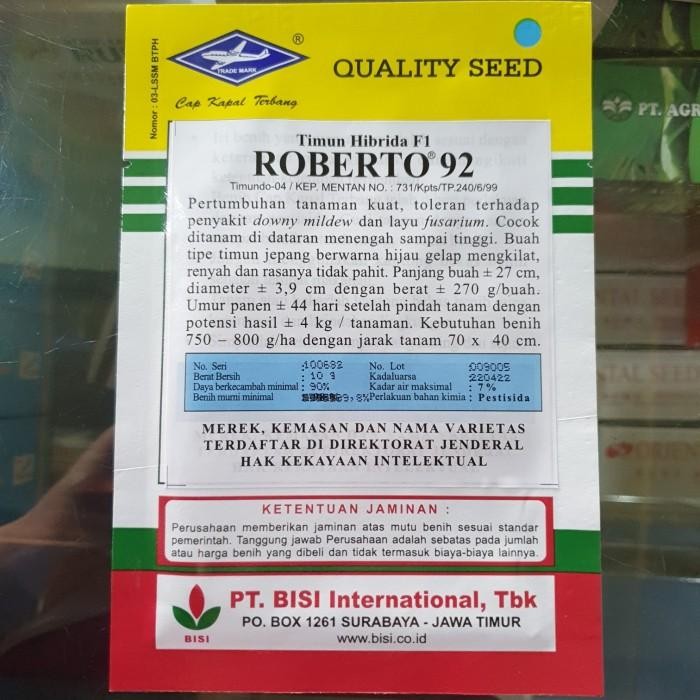 Nomor : 03-LSSM BTPH
TRADE MARK
®
Cap Kapal Terbang
QUALITY SEED
PT. AGR
Timun Hibrida F1
ROBERTO® 92
Timundo-04 / KEP. MENTAN NO. : 731/Kpts/TP.240/6/99
Pertumbuhan tanaman kuat, toleran terhadap
penyakit downy mildew dan layu fusarium. Cocok
ditanam di dataran menengah sampai tinggi. Buah
tipe timun jepang berwarna hijau gelap mengkilat,
renyah dan rasanya tidak pahit. Panjang buah ± 27 cm,
diameter ± 3,9 cm dengan berat ± 270 g/buah.
Umur panen ± 44 hari setelah pindah tanam dengan
potensi hasil ± 4 kg / tanaman. Kebutuhan benih
750 – 800 g/ha dengan jarak tanam 70 x 40 cm.
No. Seri : 100682 No. Lot : 009005
Berat Bersih : 10 g Kadaluarsa : 220422
Daya berkecambah minimal : 90% Kadar air maksimal : 7%
Benih murni minimal : Perlakuan bahan kimia : Pestisida
MEREK, KEMASAN DAN NAMA VARIETAS
TERDAFTAR DI DIREKTORAT JENDERAL
HAK KEKAYAAN INTELEKTUAL
KETENTUAN JAMINAN :
Perusahaan memberikan jaminan atas mutu benih sesuai standar
pemerintah. Tanggung jawab Perusahaan adalah sebatas pada jumlah
atau harga benih yang dibeli dan tidak termasuk biaya-biaya lainnya.
BISI
PT. BISI International, Tbk
PO. BOX 1261 SURABAYA - JAWA TIMUR
www.bisi.co.id